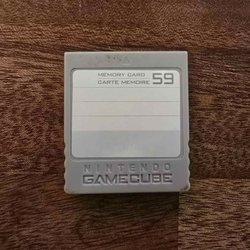 MEMORY CARD 59
CARTE MEMOIRE
NINTENDO
GAMECUBE